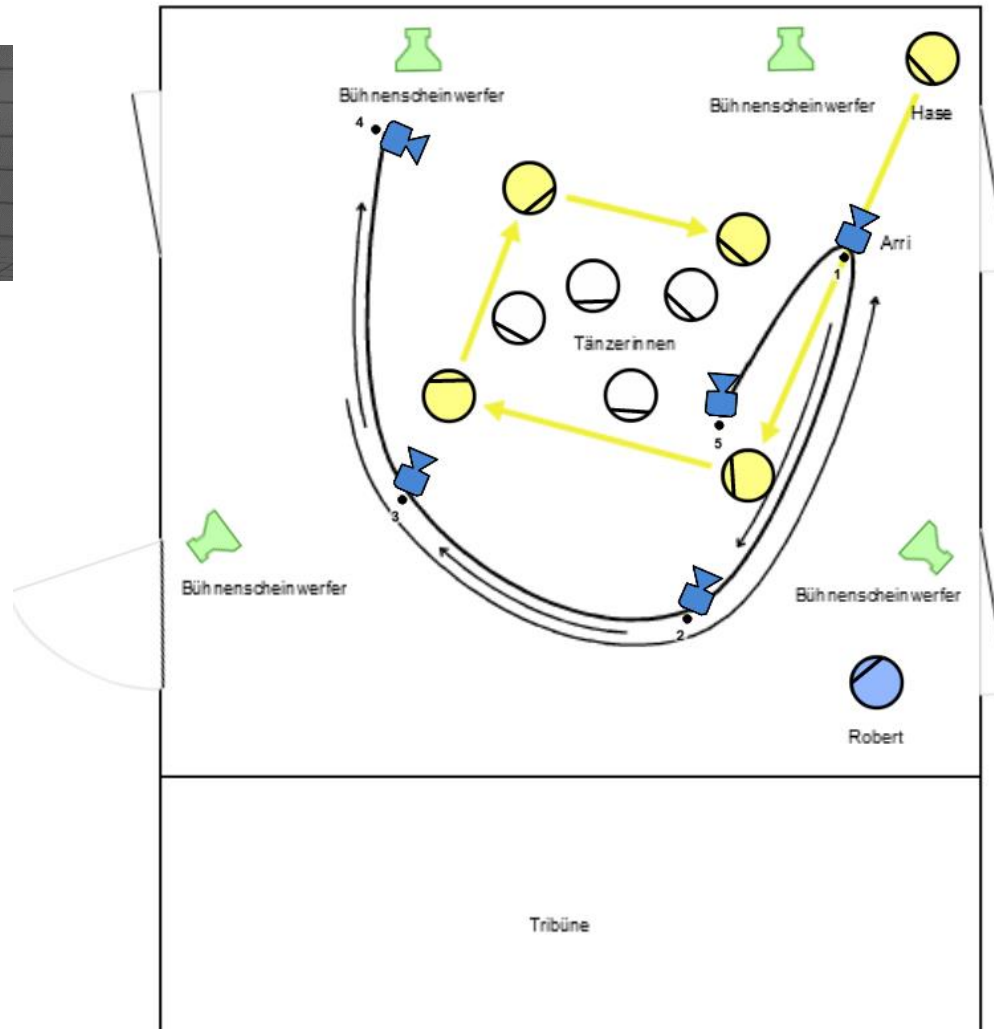 Bühnenscheinwerfer
Bühnenscheinwerfer
Hase
4
Arri
1
Tänzerinnen
5
3
Bühnenscheinwerfer
Bühnenscheinwerfer
2
Robert
Tribüne